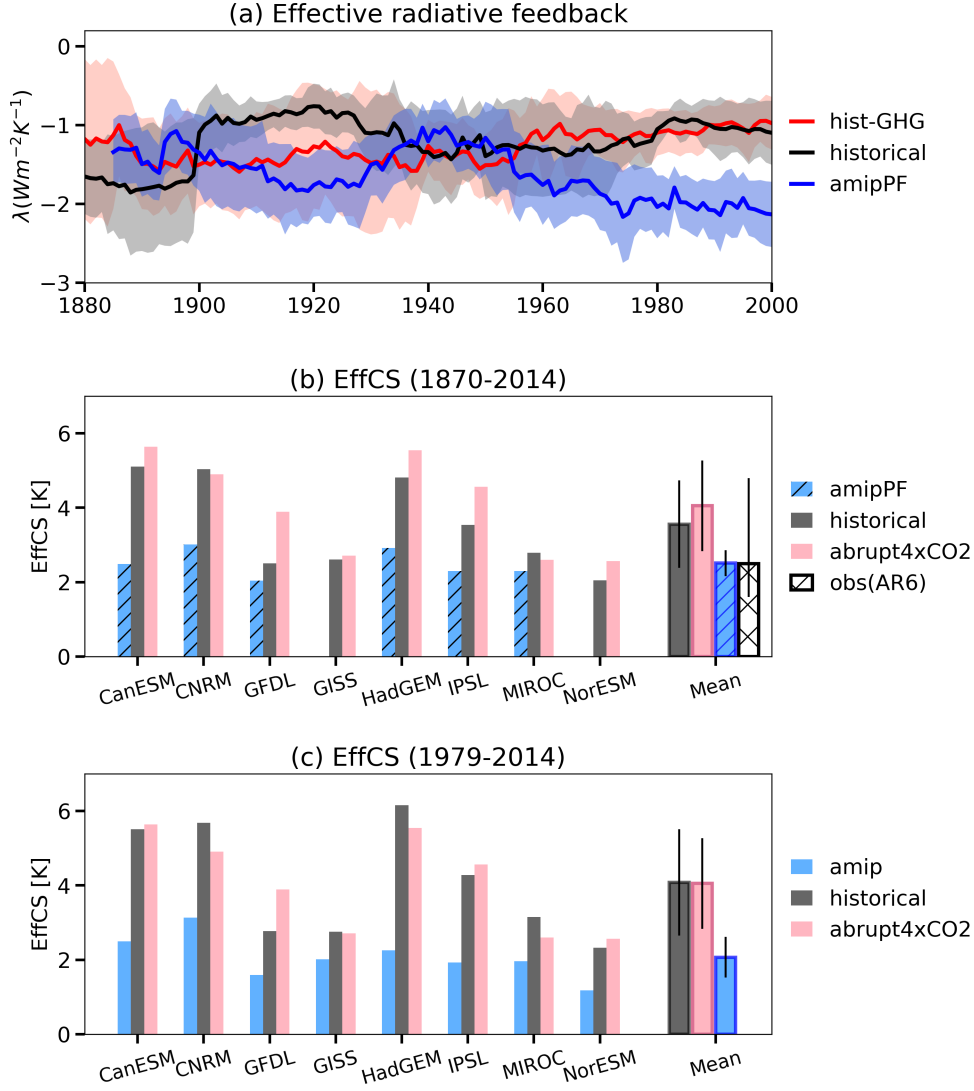 (a) Effective radiative feedback
0
−1
−2
−3
λ(Wm⁻²K⁻¹)
1880 1900 1920 1940 1960 1980 2000
hist-GHG
historical
amipPF
(b) EffCS (1870-2014)
6
4
2
0
EffCS [K]
CanESM CNRM GFDL GISS HadGEM IPSL MIROC NorESM Mean
amipPF
historical
abrupt4xCO2
obs(AR6)
(c) EffCS (1979-2014)
6
4
2
0
EffCS [K]
CanESM CNRM GFDL GISS HadGEM IPSL MIROC NorESM Mean
amip
historical
abrupt4xCO2